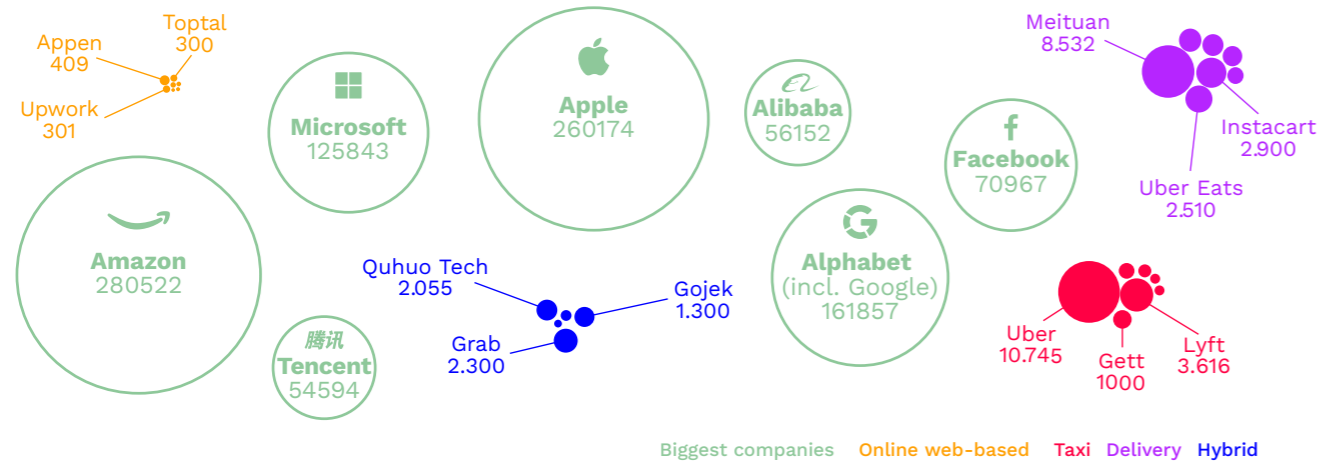 Toptal
300
Appen
409
Upwork
301
Microsoft
125843
Apple
260174
Alibaba
56152
Facebook
70967
Meituan
8.532
Instacart
2.900
Uber Eats
2.510
Amazon
280522
Quhuo Tech
2.055
Gojek
1.300
Grab
2.300
腾讯
Tencent
54594
Alphabet
(incl. Google)
161857
Uber
10.745
Gett
1000
Lyft
3.616
Biggest companies Online web-based Taxi Delivery Hybrid